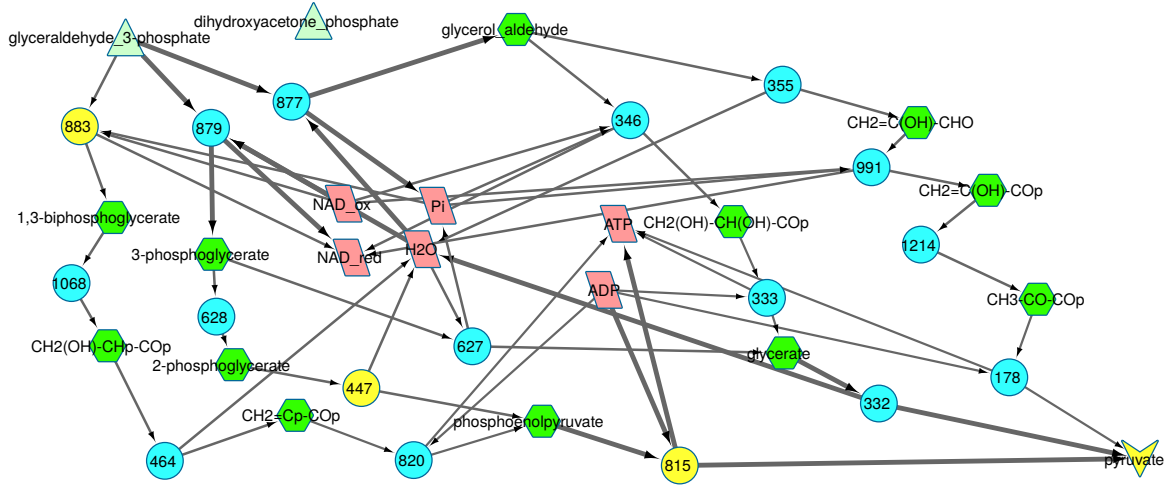 dihydroxyacetone_phosphate
glycerol_aldehyde
glyceraldehyde_3-phosphate
355
877
346
CH2=C(OH)-CHO
883
879
991
CH2=C(OH)-COp
NAD_ox
Pi
1,3-biphosphoglycerate
ATP
CH2(OH)-CH(OH)-COp
1214
3-phosphoglycerate
NAD_red
H2O
1068
ADP
333
CH3-CO-COp
628
CH2(OH)-CHp-COp
627
glycerate
2-phosphoglycerate
178
447
332
CH2=Cp-COp
phosphoenolpyruvate
464
820
815
pyruvate